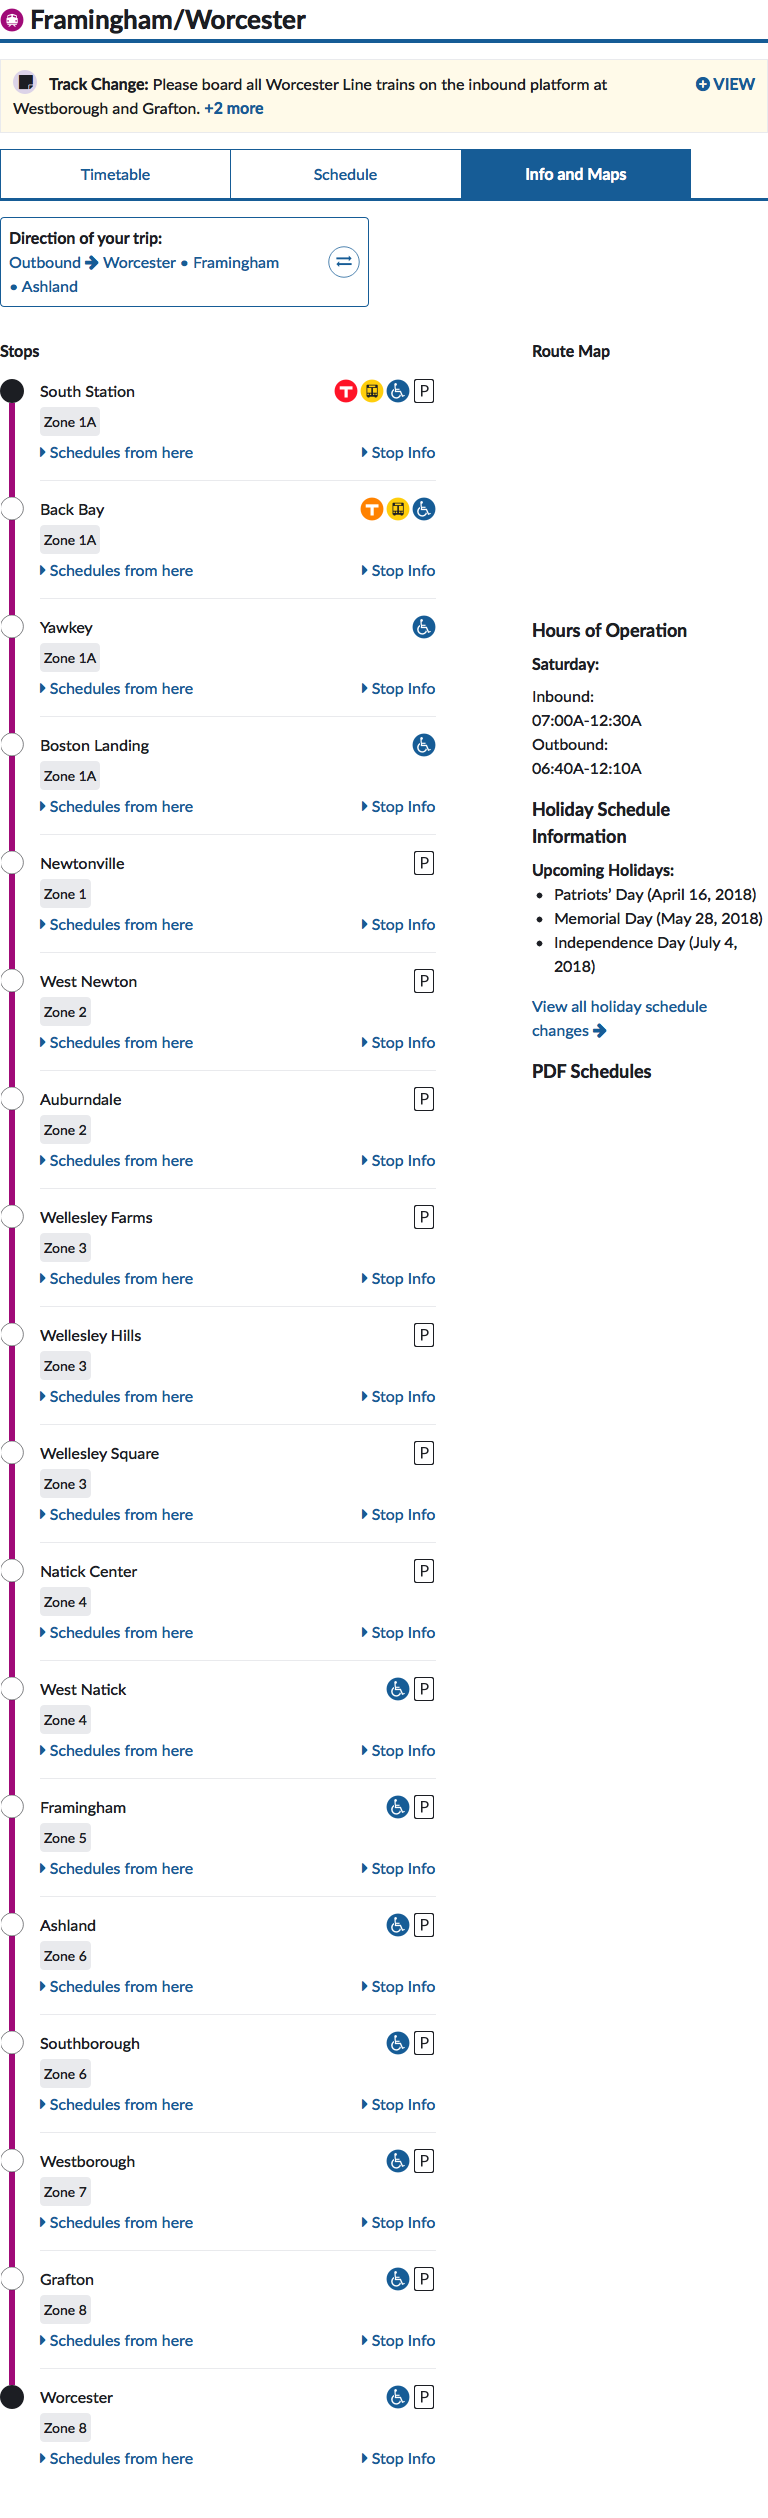 Framingham/Worcester
Track Change: Please board all Worcester Line trains on the inbound platform at
Westborough and Grafton. +2 more
VIEW
Timetable
Schedule
Info and Maps
Direction of your trip:
Outbound → Worcester • Framingham
• Ashland
Stops
South Station
T P
Zone 1A
Schedules from here
Stop Info
Back Bay
T
Zone 1A
Schedules from here
Stop Info
Yawkey
Zone 1A
Schedules from here
Stop Info
Boston Landing
Zone 1A
Schedules from here
Stop Info
Newtonville
P
Zone 1
Schedules from here
Stop Info
West Newton
P
Zone 2
Schedules from here
Stop Info
Auburndale
P
Zone 2
Schedules from here
Stop Info
Wellesley Farms
P
Zone 3
Schedules from here
Stop Info
Wellesley Hills
P
Zone 3
Schedules from here
Stop Info
Wellesley Square
P
Zone 3
Schedules from here
Stop Info
Natick Center
P
Zone 4
Schedules from here
Stop Info
West Natick
P
Zone 4
Schedules from here
Stop Info
Framingham
P
Zone 5
Schedules from here
Stop Info
Ashland
P
Zone 6
Schedules from here
Stop Info
Southborough
P
Zone 6
Schedules from here
Stop Info
Westborough
P
Zone 7
Schedules from here
Stop Info
Grafton
P
Zone 8
Schedules from here
Stop Info
Worcester
P
Zone 8
Schedules from here
Stop Info
Route Map
Hours of Operation
Saturday:
Inbound:
07:00A-12:30A
Outbound:
06:40A-12:10A
Holiday Schedule
Information
Upcoming Holidays:
• Patriots’ Day (April 16, 2018)
• Memorial Day (May 28, 2018)
• Independence Day (July 4,
2018)
View all holiday schedule
changes →
PDF Schedules